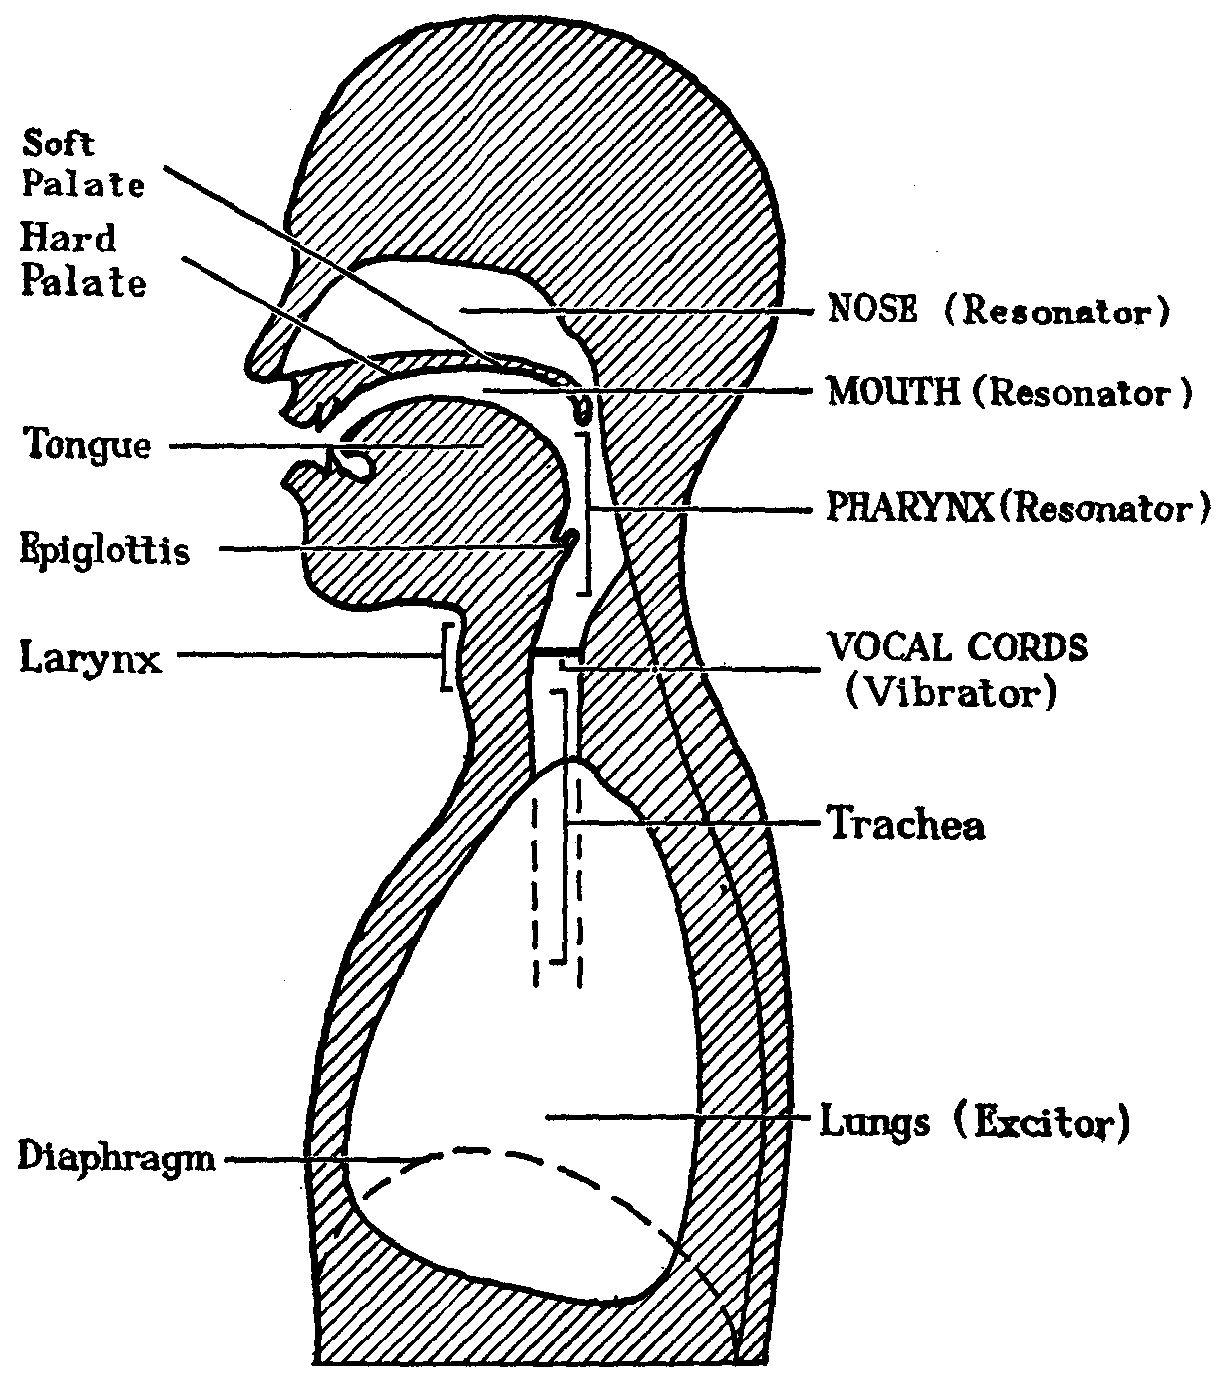 Soft
Palate
Hard
Palate
Tongue
Epiglottis
Larynx
Diaphragm
NOSE (Resonator)
MOUTH (Resonator)
PHARYNX (Resonator)
VOCAL CORDS
(Vibrator)
Trachea
Lungs (Excitor)